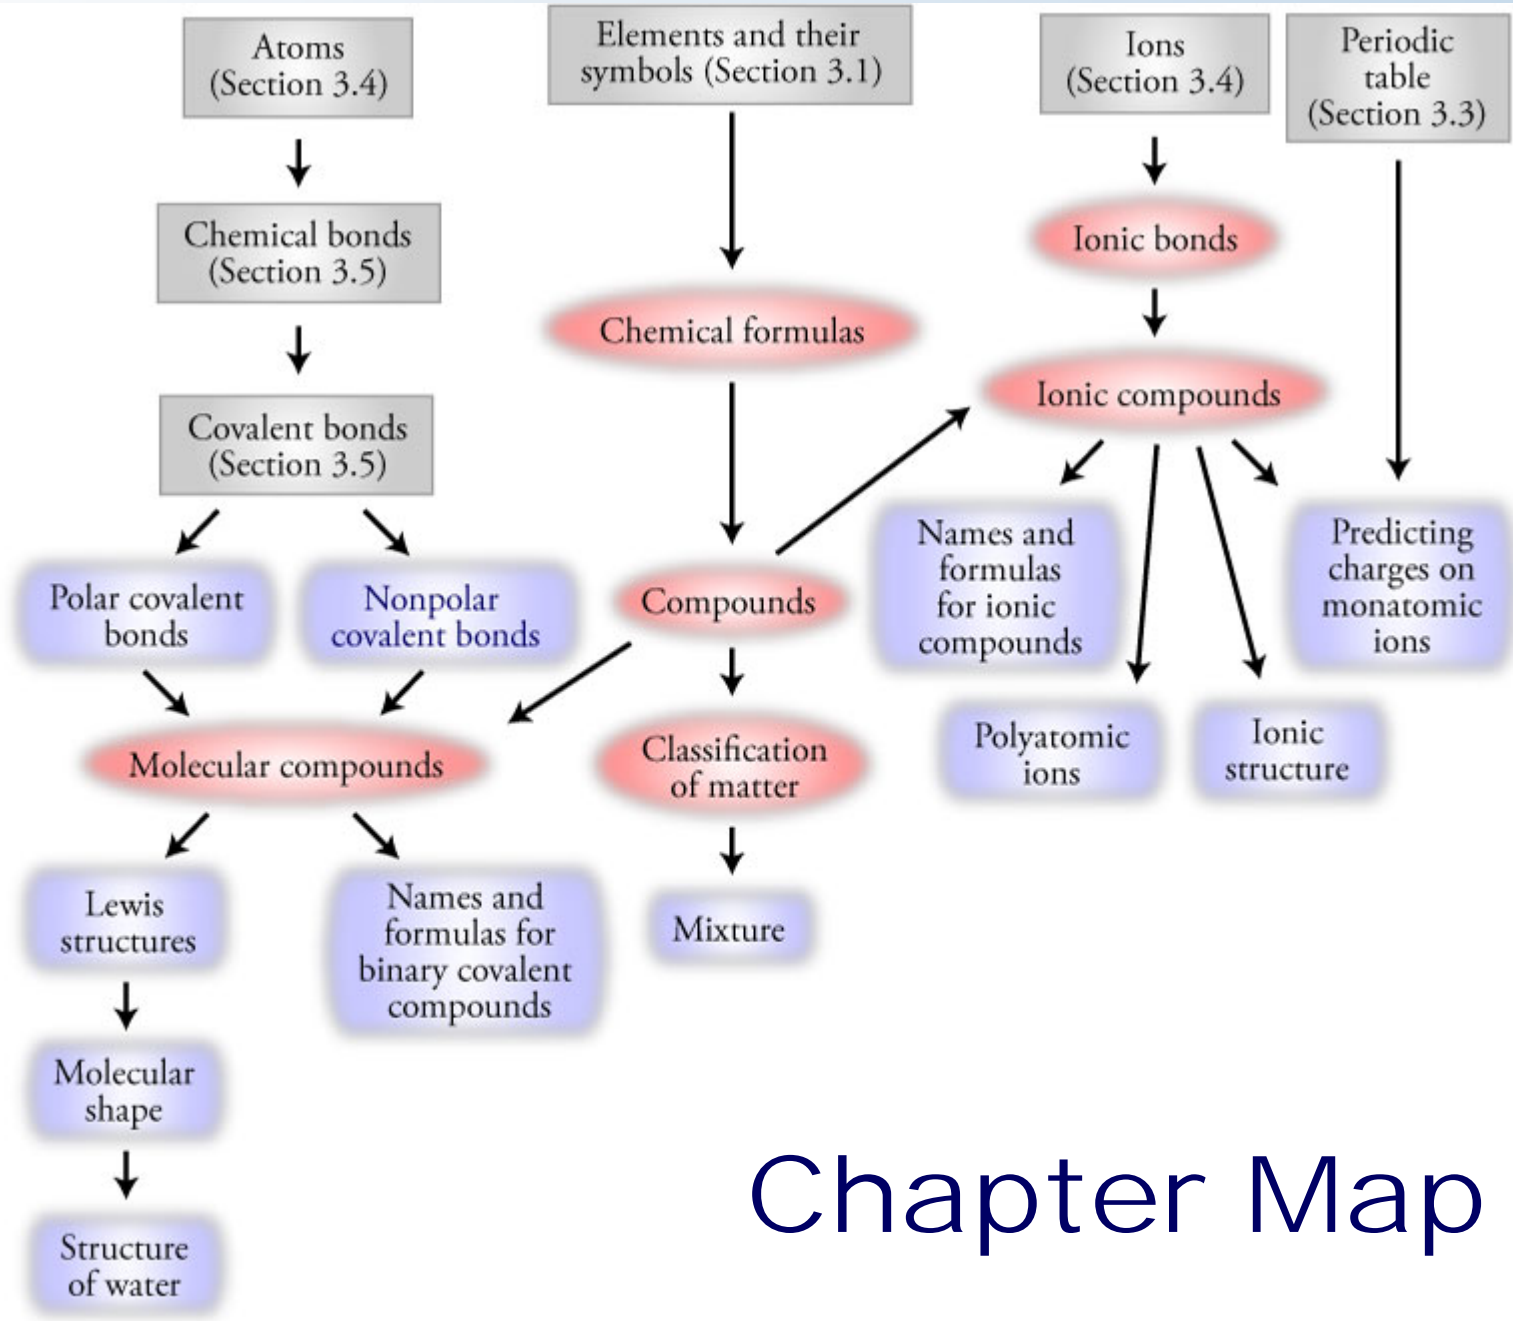 Atoms
(Section 3.4)
Elements and their
symbols (Section 3.1)
Ions
(Section 3.4)
Periodic
table
(Section 3.3)
Chemical bonds
(Section 3.5)
Ionic bonds
Chemical formulas
Ionic compounds
Covalent bonds
(Section 3.5)
Polar covalent
bonds
Nonpolar
covalent bonds
Compounds
Names and
formulas
for ionic
compounds
Predicting
charges on
monatomic
ions
Molecular compounds
Classification
of matter
Polyatomic
ions
Ionic
structure
Lewis
structures
Names and
formulas for
binary covalent
compounds
Mixture
Molecular
shape
Structure
of water
Chapter Map